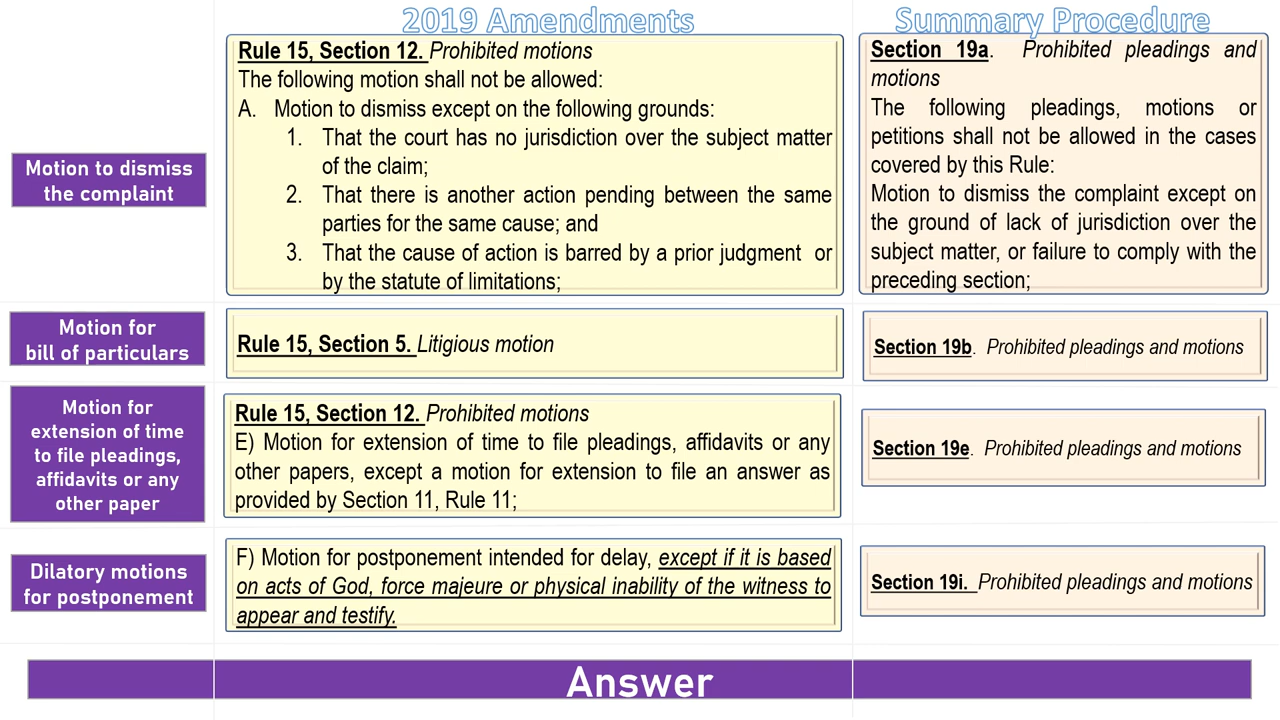 2019 Amendments
Summary Procedure
Motion to dismiss
the complaint
Rule 15, Section 12. Prohibited motions
The following motion shall not be allowed:
A. Motion to dismiss except on the following grounds:
1. That the court has no jurisdiction over the subject matter
of the claim;
2. That there is another action pending between the same
parties for the same cause; and
3. That the cause of action is barred by a prior judgment or
by the statute of limitations;
Section 19a. Prohibited pleadings and
motions
The following pleadings, motions or
petitions shall not be allowed in the cases
covered by this Rule:
Motion to dismiss the complaint except on
the ground of lack of jurisdiction over the
subject matter, or failure to comply with the
preceding section;
Motion for
bill of particulars
Rule 15, Section 5. Litigious motion
Section 19b. Prohibited pleadings and motions
Motion for
extension of time
to file pleadings,
affidavits or any
other paper
Rule 15, Section 12. Prohibited motions
E) Motion for extension of time to file pleadings, affidavits or any
other papers, except a motion for extension to file an answer as
provided by Section 11, Rule 11;
Section 19e. Prohibited pleadings and motions
Dilatory motions
for postponement
F) Motion for postponement intended for delay, except if it is based
on acts of God, force majeure or physical inability of the witness to
appear and testify.
Section 19i. Prohibited pleadings and motions
Answer